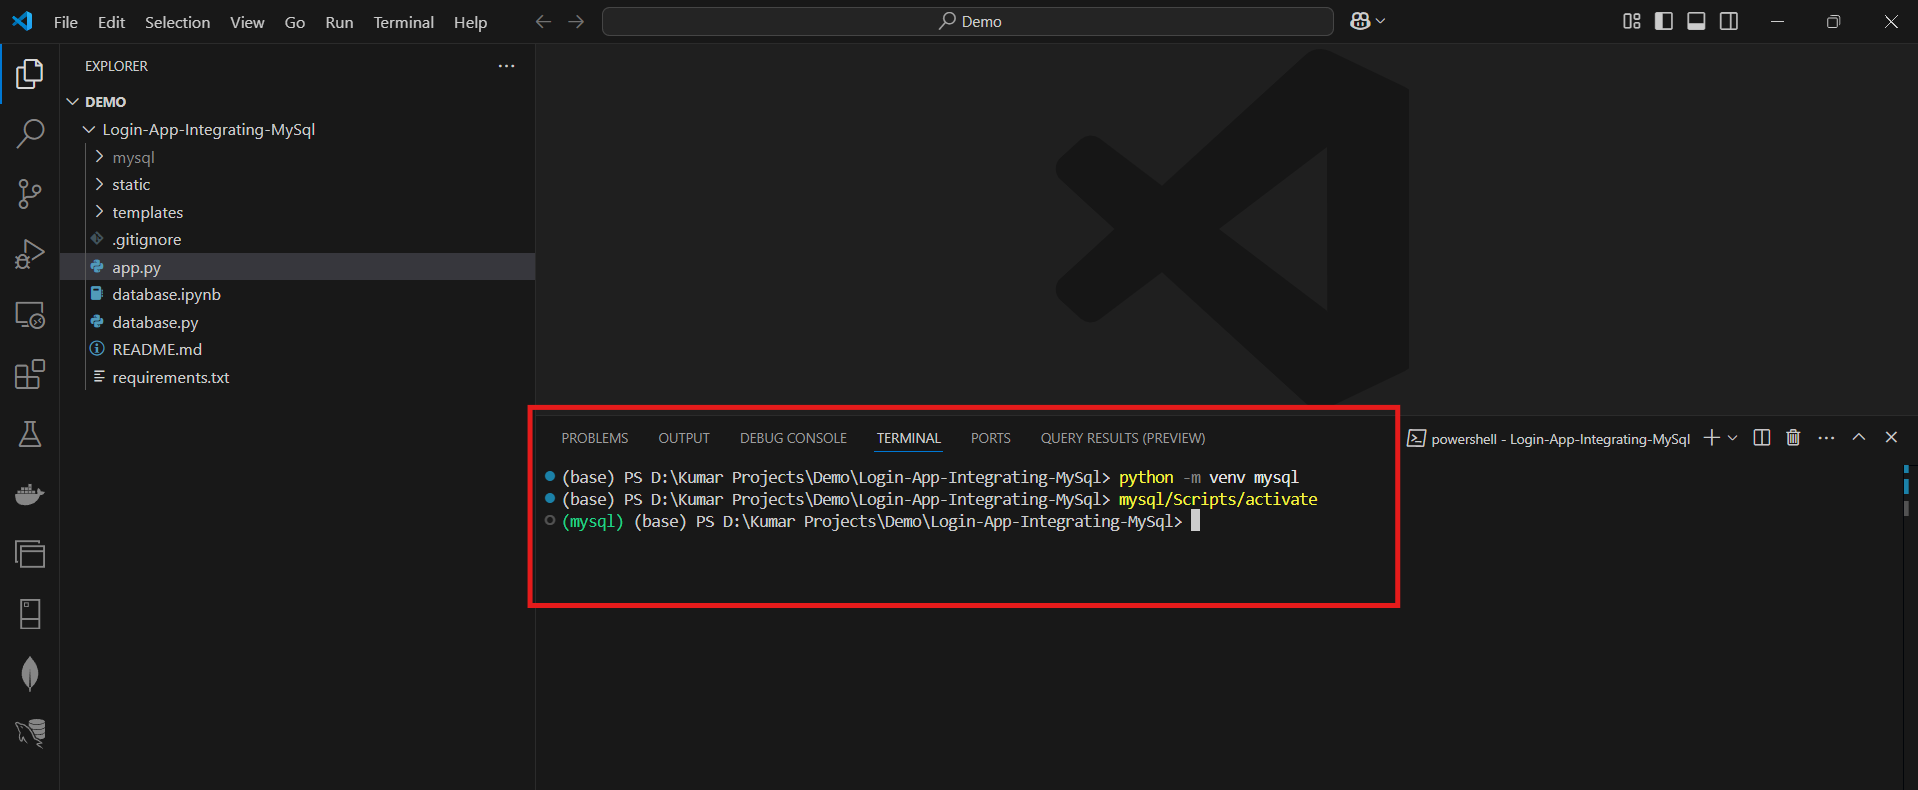 File Edit Selection View Go Run Terminal Help
Demo
EXPLORER
DEMO
Login-App-Integrating-MySql
mysql
static
templates
.gitignore
app.py
database.ipynb
database.py
README.md
requirements.txt
PROBLEMS OUTPUT DEBUG CONSOLE TERMINAL PORTS QUERY RESULTS (PREVIEW)
powershell - Login-App-Integrating-MySql
(base) PS D:\Kumar Projects\Demo\Login-App-Integrating-MySql> python -m venv mysql
(base) PS D:\Kumar Projects\Demo\Login-App-Integrating-MySql> mysql/Scripts/activate
(mysql) (base) PS D:\Kumar Projects\Demo\Login-App-Integrating-MySql>